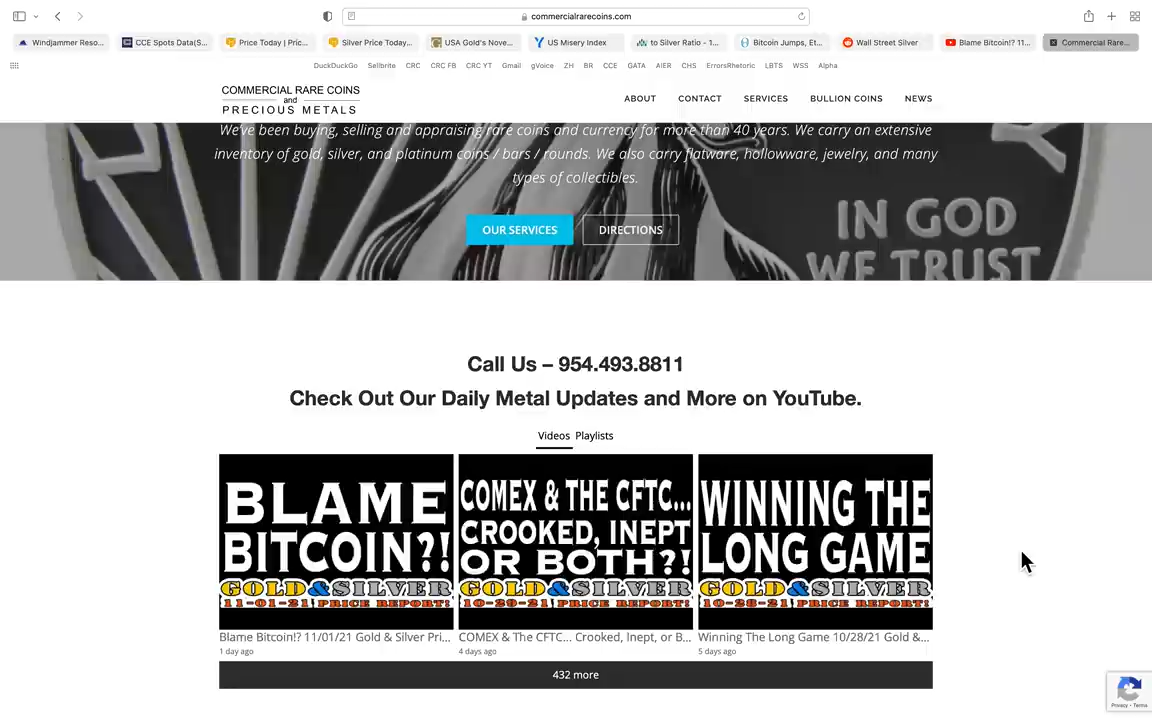 commercialrarecoins.com
Windjammer Reso...
CCE Spots Data(S...
Price Today | Pric...
Silver Price Today...
USA Gold's Nove...
US Misery Index
to Silver Ratio - 1...
Bitcoin Jumps, Et...
Wall Street Silver
Blame Bitcoin!? 11...
Commercial Rare...
DuckDuckGo Sellbrite CRC CRC FB CRC YT Gmail gVoice ZH BR CCE GATA AIER CHS ErrorsRhetoric LBTS WSS Alpha
COMMERCIAL RARE COINS
and
PRECIOUS METALS
ABOUT CONTACT SERVICES BULLION COINS NEWS
We've been buying, selling and appraising rare coins and currency for more than 40 years. We carry an extensive
inventory of gold, silver, and platinum coins / bars / rounds. We also carry flatware, hollowware, jewelry, and many
types of collectibles.
OUR SERVICES DIRECTIONS
IN GOD
WE TRUST
Call Us – 954.493.8811
Check Out Our Daily Metal Updates and More on YouTube.
Videos Playlists
BLAME
BITCOIN?!
GOLD&SILVER
11-01-21 PRICE REPORT!
COMEX & THE CFTC...
CROOKED, INEPT
OR BOTH?!
GOLD&SILVER
10-29-21 PRICE REPORT!
WINNING THE
LONG GAME
GOLD&SILVER
10-28-21 PRICE REPORT!
Blame Bitcoin!? 11/01/21 Gold & Silver Pri...
1 day ago
COMEX & The CFTC... Crooked, Inept, or B...
4 days ago
Winning The Long Game 10/28/21 Gold &...
5 days ago
432 more
Privacy - Terms